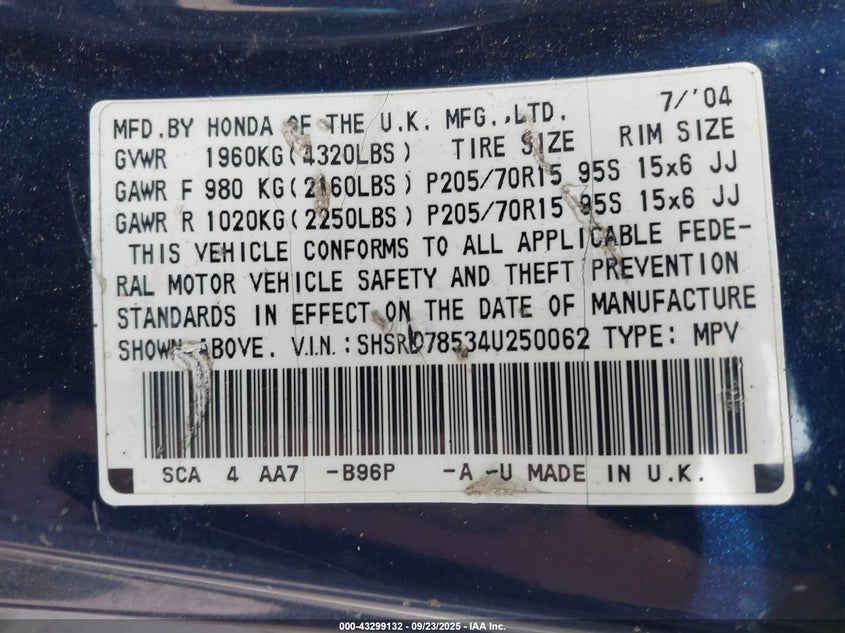 7/'04
MFD.BY HONDA OF THE U.K. MFG.,LTD.
GVWR 1960KG(4320LBS) TIRE SIZE RIM SIZE
GAWR F 980 KG(2160LBS) P205/70R15 95S 15x6 JJ
GAWR R 1020KG(2250LBS) P205/70R15 95S 15x6 JJ
THIS VEHICLE CONFORMS TO ALL APPLICABLE FEDE-
RAL MOTOR VEHICLE SAFETY AND THEFT PREVENTION
STANDARDS IN EFFECT ON THE DATE OF MANUFACTURE
SHOWN ABOVE. V.I.N.:SHSRD78534U250062 TYPE: MPV
SCA 4 AA7 -B96P -A -U MADE IN U.K.
000-43299132 - 09/23/2025 - IAA Inc.